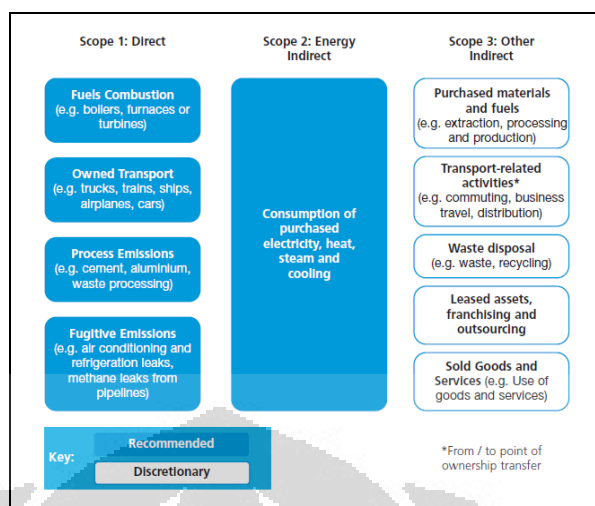 Scope 1: Direct
Fuels Combustion
(e.g. boilers, furnaces or
turbines)
Owned Transport
(e.g. trucks, trains, ships,
airplanes, cars)
Process Emissions
(e.g. cement, aluminium,
waste processing)
Fugitive Emissions
(e.g. air conditioning and
refrigeration leaks,
methane leaks from
pipelines)
Scope 2: Energy
Indirect
Consumption of
purchased
electricity, heat,
steam and
cooling
Scope 3: Other
Indirect
Purchased materials
and fuels
(e.g. extraction, processing
and production)
Transport-related
activities*
(e.g. commuting, business
travel, distribution)
Waste disposal
(e.g. waste, recycling)
Leased assets,
franchising and
outsourcing
Sold Goods and
Services (e.g. Use of
goods and services)
Key:
Recommended
Discretionary
*From / to point of
ownership transfer